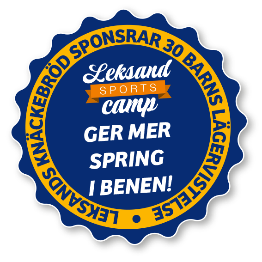 LEKSANDS KNÄCKEBRÖD SPONSRAR 30 BARNS LÄGERVISTELSE
Leksand
SPORTS
camp
GER MER
SPRING
I BENEN!